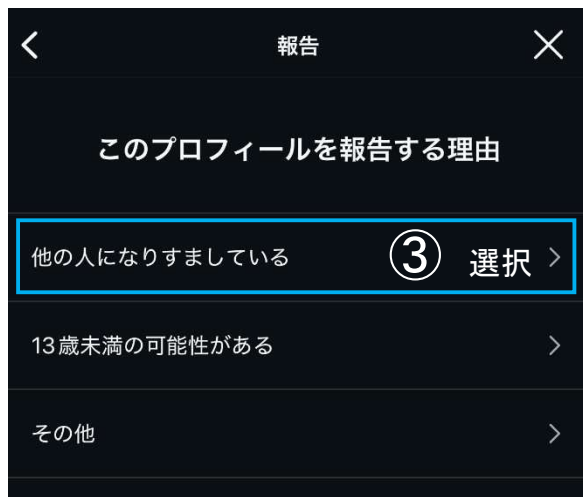 報告
このプロフィールを報告する理由
他の人になりすましている ③ 選択
13歳未満の可能性がある
その他